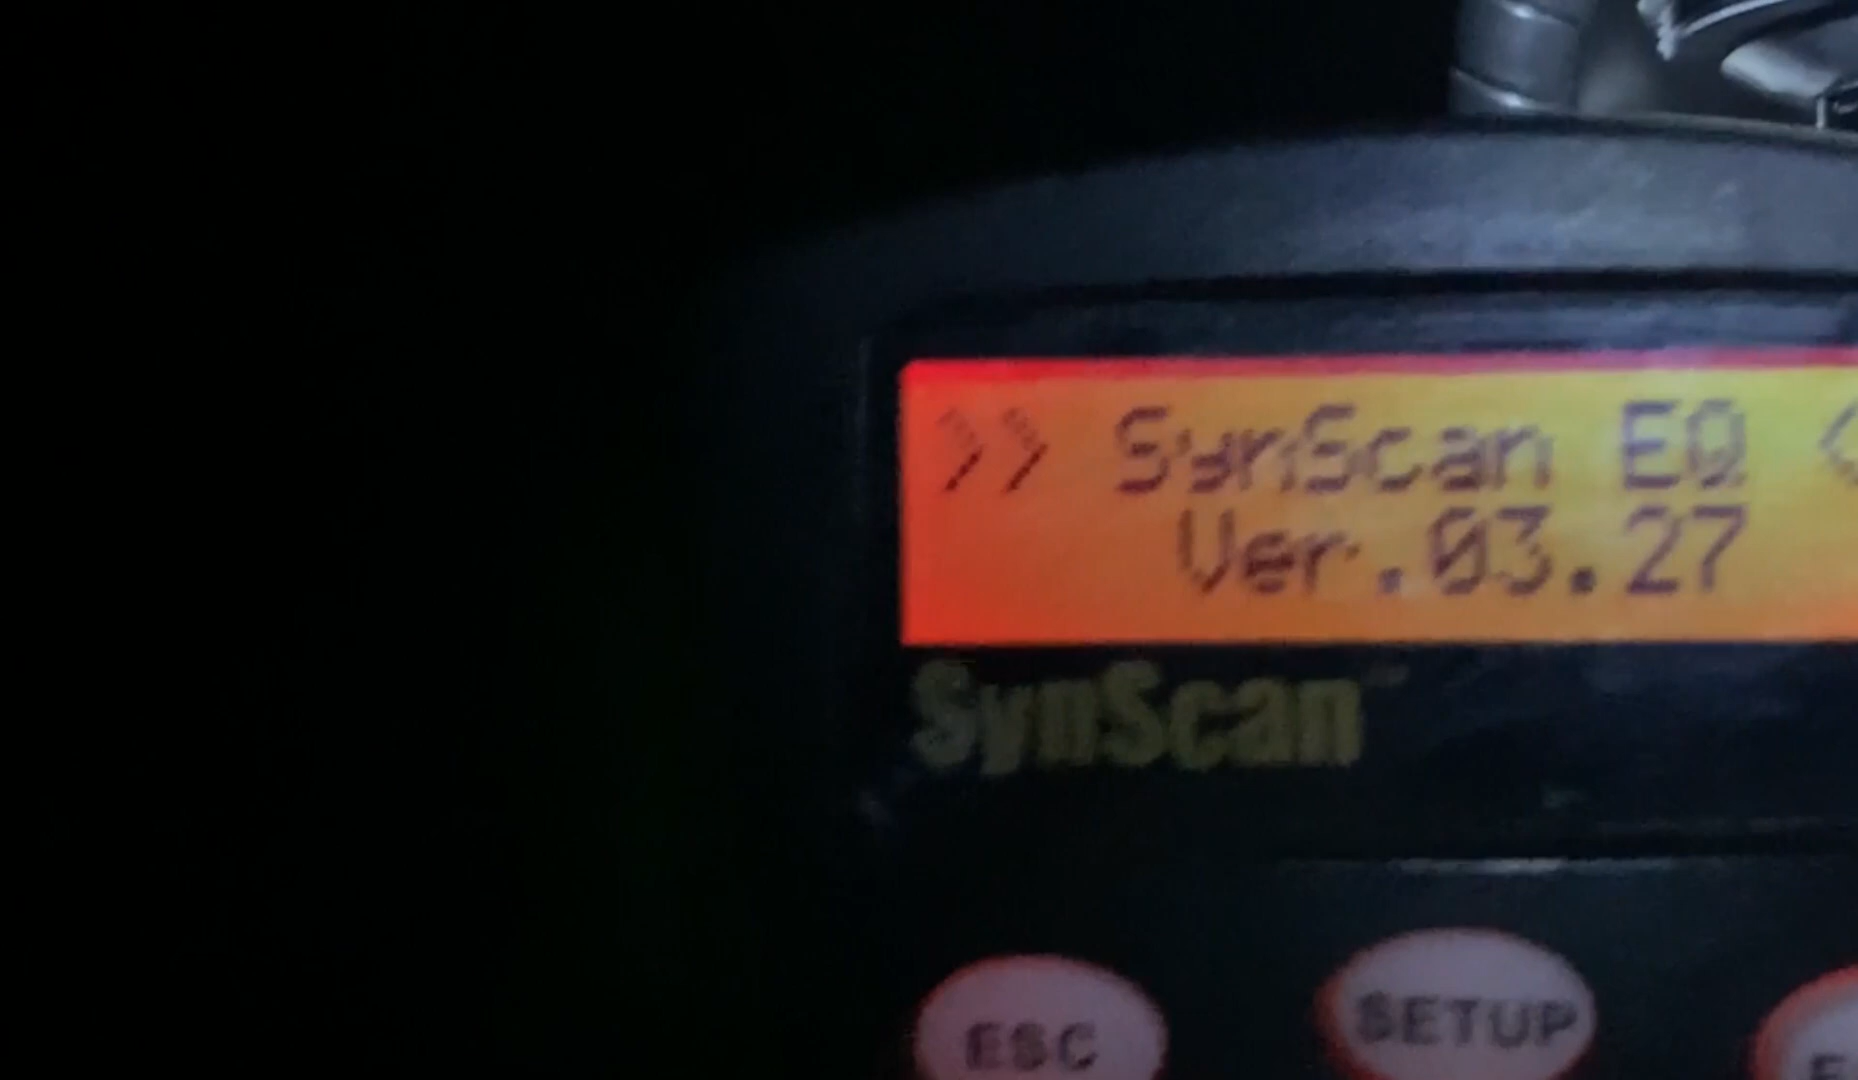 >> SynScan EQ <
Ver.03.27
SynScan
ESC
SETUP